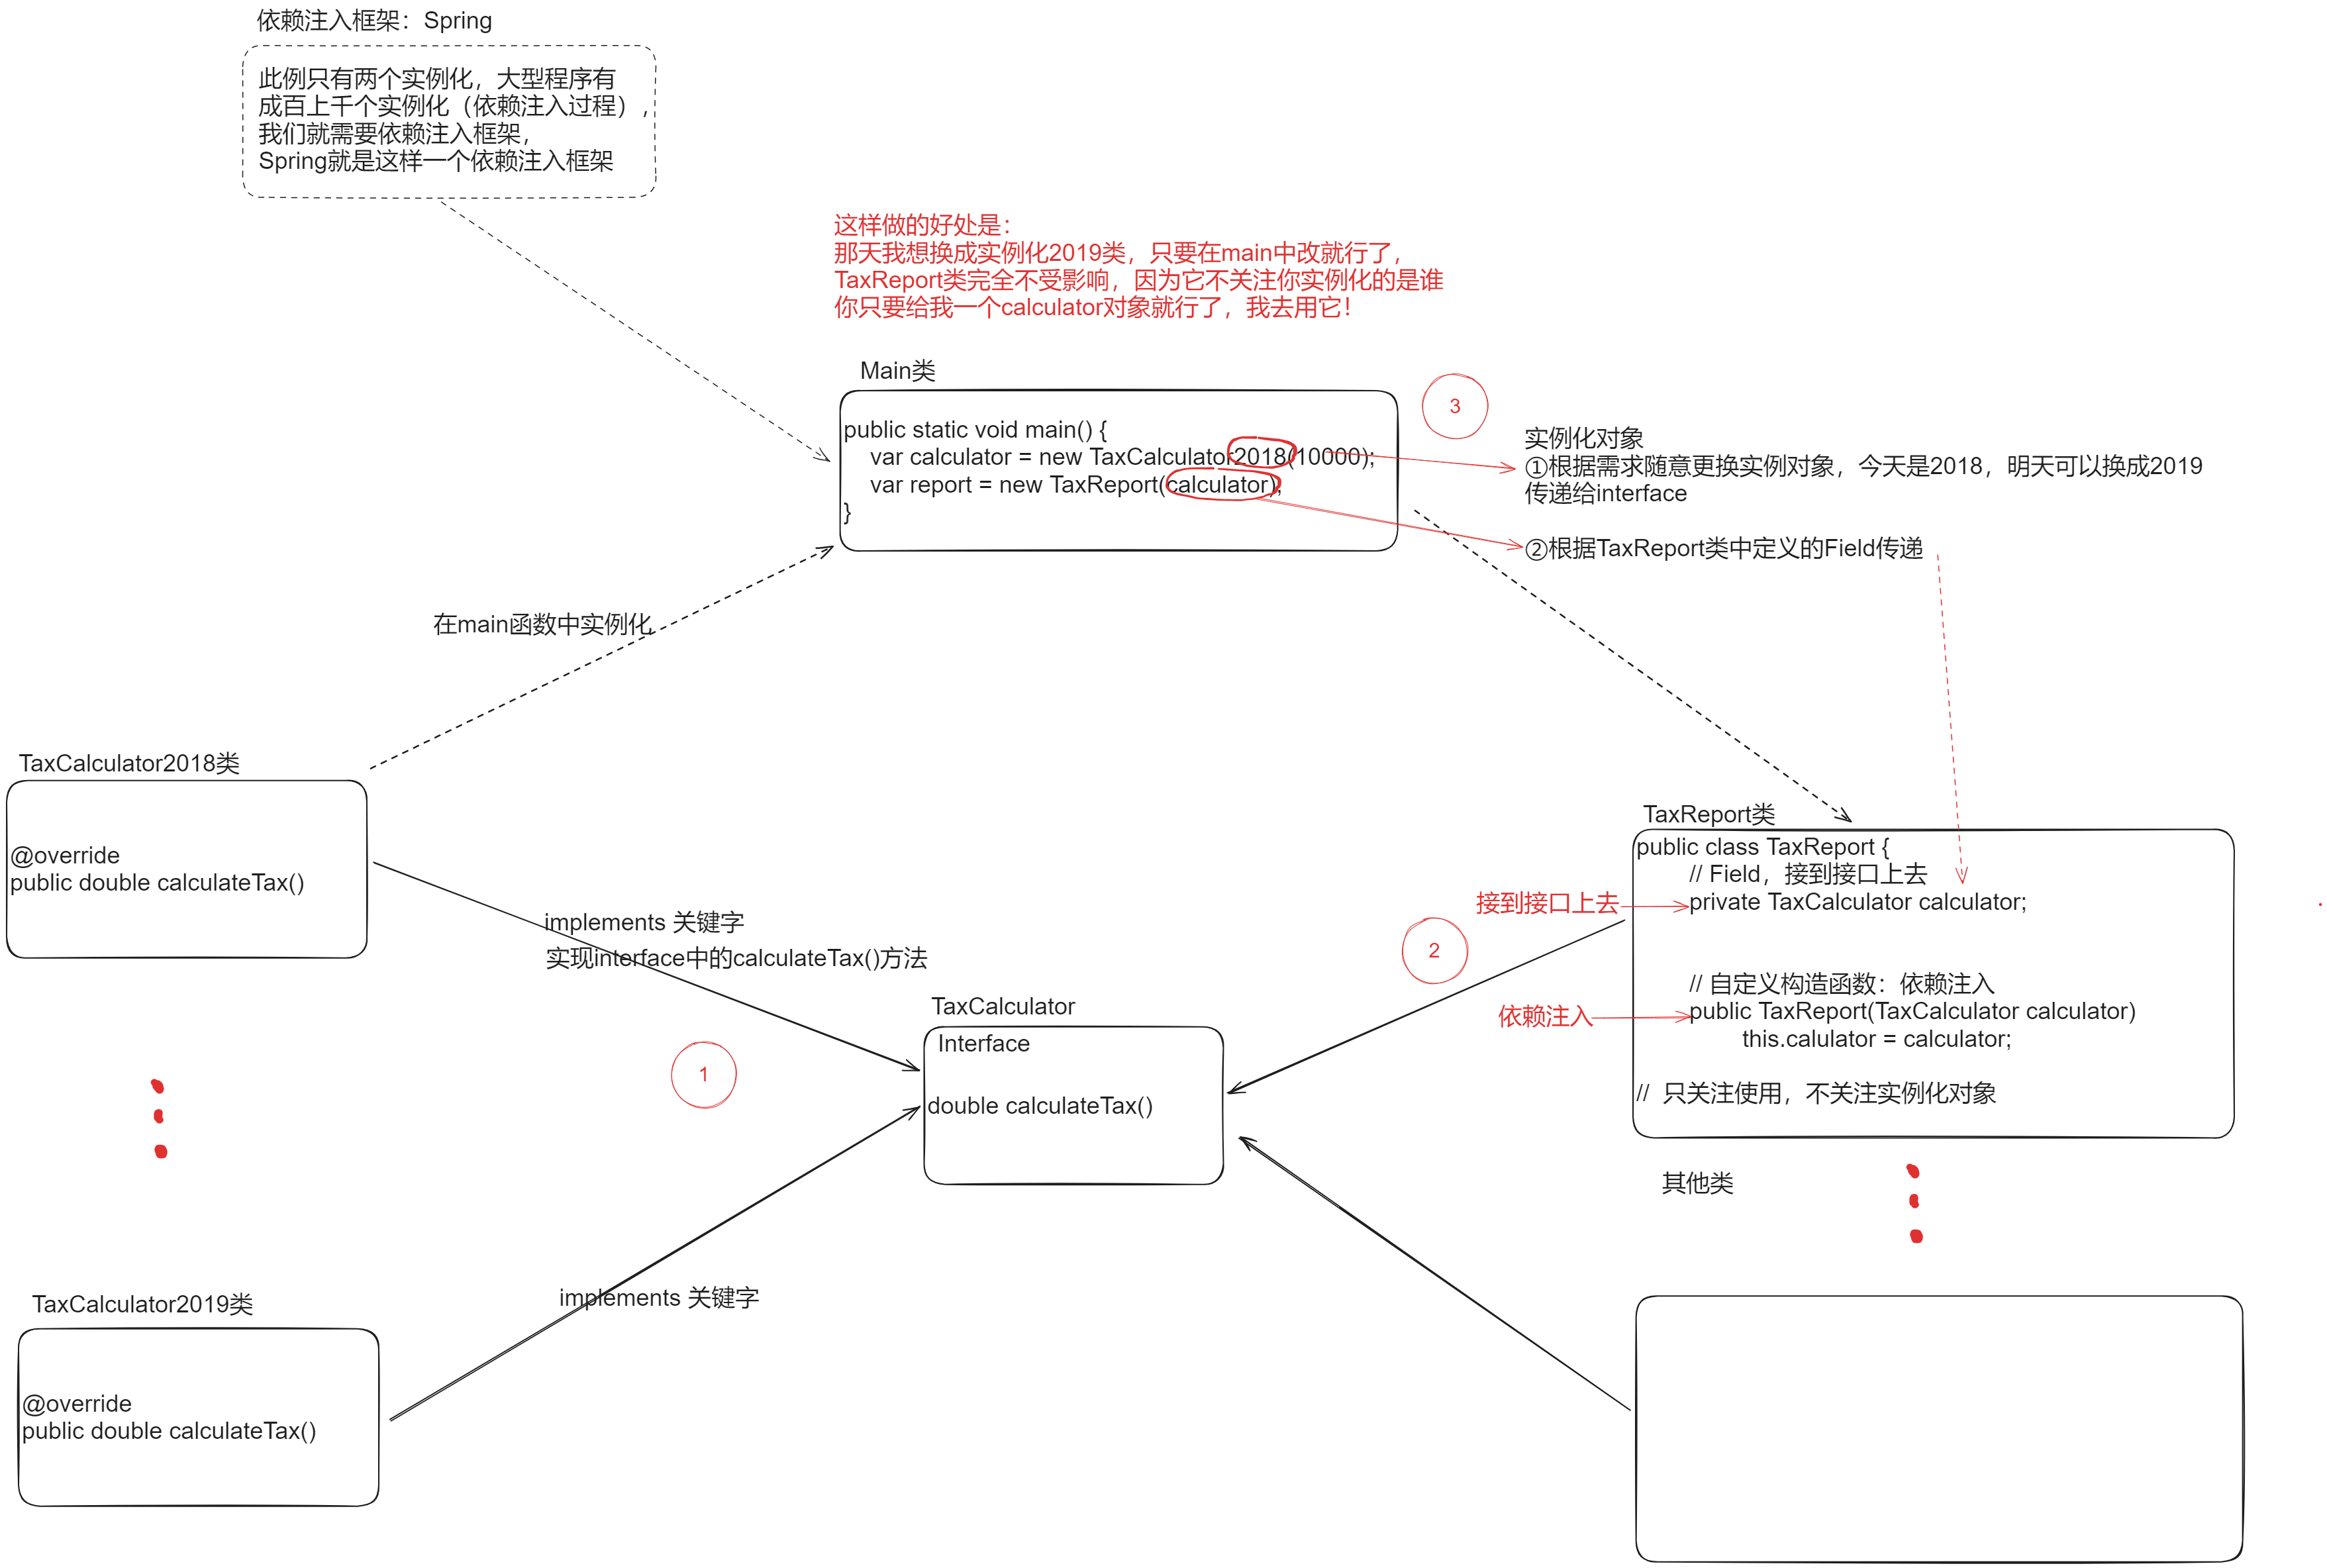 依赖注入框架：Spring
此例只有两个实例化，大型程序有
成百上千个实例化（依赖注入过程），
我们就需要依赖注入框架，
Spring就是这样一个依赖注入框架
这样做的好处是：
那天我想换成实例化2019类，只要在main中改就行了，
TaxReport类完全不受影响，因为它不关注你实例化的是谁
你只要给我一个calculator对象就行了，我去用它！
Main类
public static void main() {
var calculator = new TaxCalculator2018(10000);
var report = new TaxReport(calculator);
}
3
实例化对象
①根据需求随意更换实例对象，今天是2018，明天可以换成2019
传递给interface
②根据TaxReport类中定义的Field传递
在main函数中实例化
TaxCalculator2018类
@override
public double calculateTax()
implements 关键字
实现interface中的calculateTax()方法
1
TaxCalculator
Interface
double calculateTax()
2
接到接口上去
依赖注入
TaxReport类
public class TaxReport {
// Field，接到接口上去
private TaxCalculator calculator;
// 自定义构造函数：依赖注入
public TaxReport(TaxCalculator calculator)
this.calulator = calculator;
// 只关注使用，不关注实例化对象
其他类
TaxCalculator2019类
@override
public double calculateTax()
implements 关键字